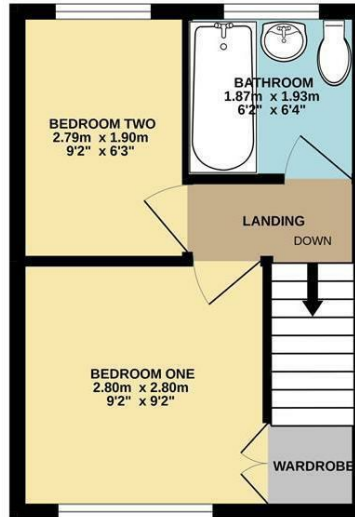 BEDROOM TWO
2.79m x 1.90m
9'2" x 6'3"
BATHROOM
1.87m x 1.93m
6'2" x 6'4"
LANDING
DOWN
BEDROOM ONE
2.80m x 2.80m
9'2" x 9'2"
WARDROBE